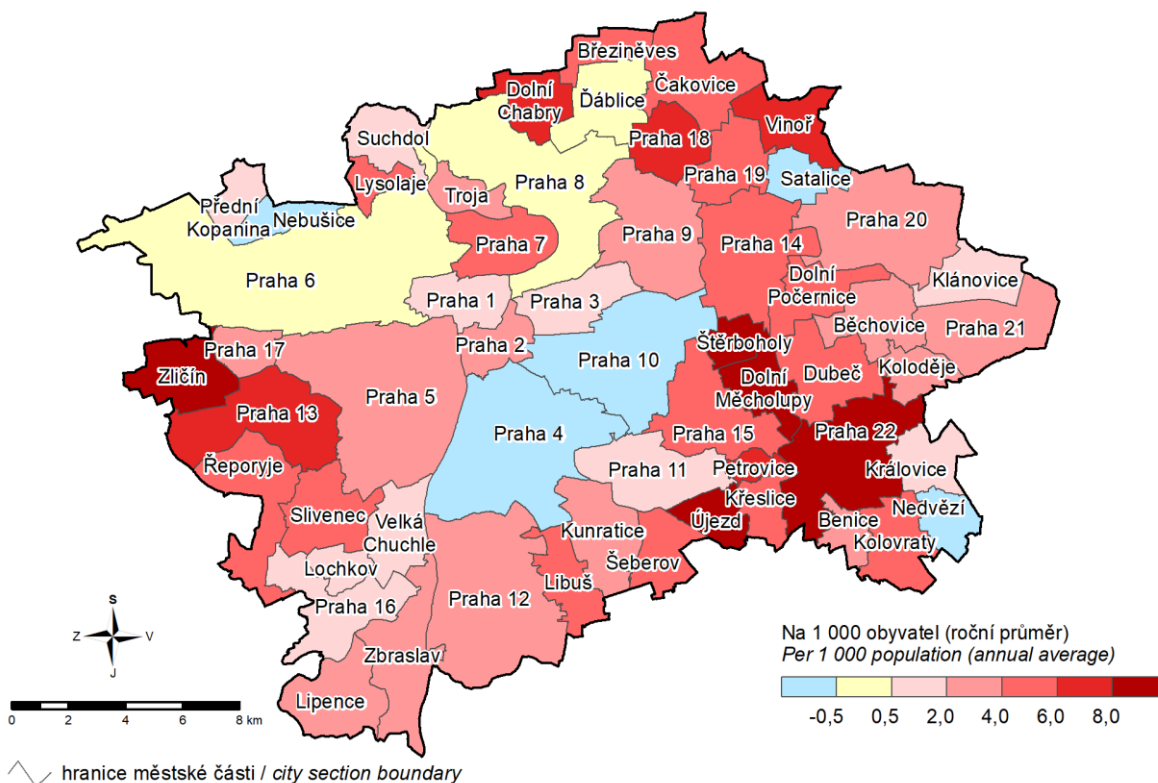 Březiněves
Dolní
Chabry
Ďáblice
Čakovice
Vinoř
Suchdol
Praha 18
Lysolaje
Praha 8
Praha 19
Satalice
Troja
Přední
Kopanina
Nebušice
Praha 20
Praha 7
Praha 9
Praha 14
Praha 6
Dolní
Počernice
Klánovice
Praha 1
Praha 3
Běchovice
Praha 21
Praha 17
Praha 2
Štěrboholy
Praha 10
Koloděje
Zličín
Dolní
Měcholupy
Dubeč
Praha 5
Praha 13
Praha 4
Praha 15
Praha 22
Řeporyje
Praha 11
Petrovice
Královice
Křeslice
Nedvězí
Slivenec
Velká
Chuchle
Kunratice
Újezd
Benice
Kolovraty
Šeberov
Lochkov
Libuš
Praha 16
Praha 12
Zbraslav
Lipence
S
Z V
J
0 2 4 6 8 km
hranice městské části / city section boundary
Na 1 000 obyvatel (roční průměr)
Per 1 000 population (annual average)
-0,5 0,5 2,0 4,0 6,0 8,0